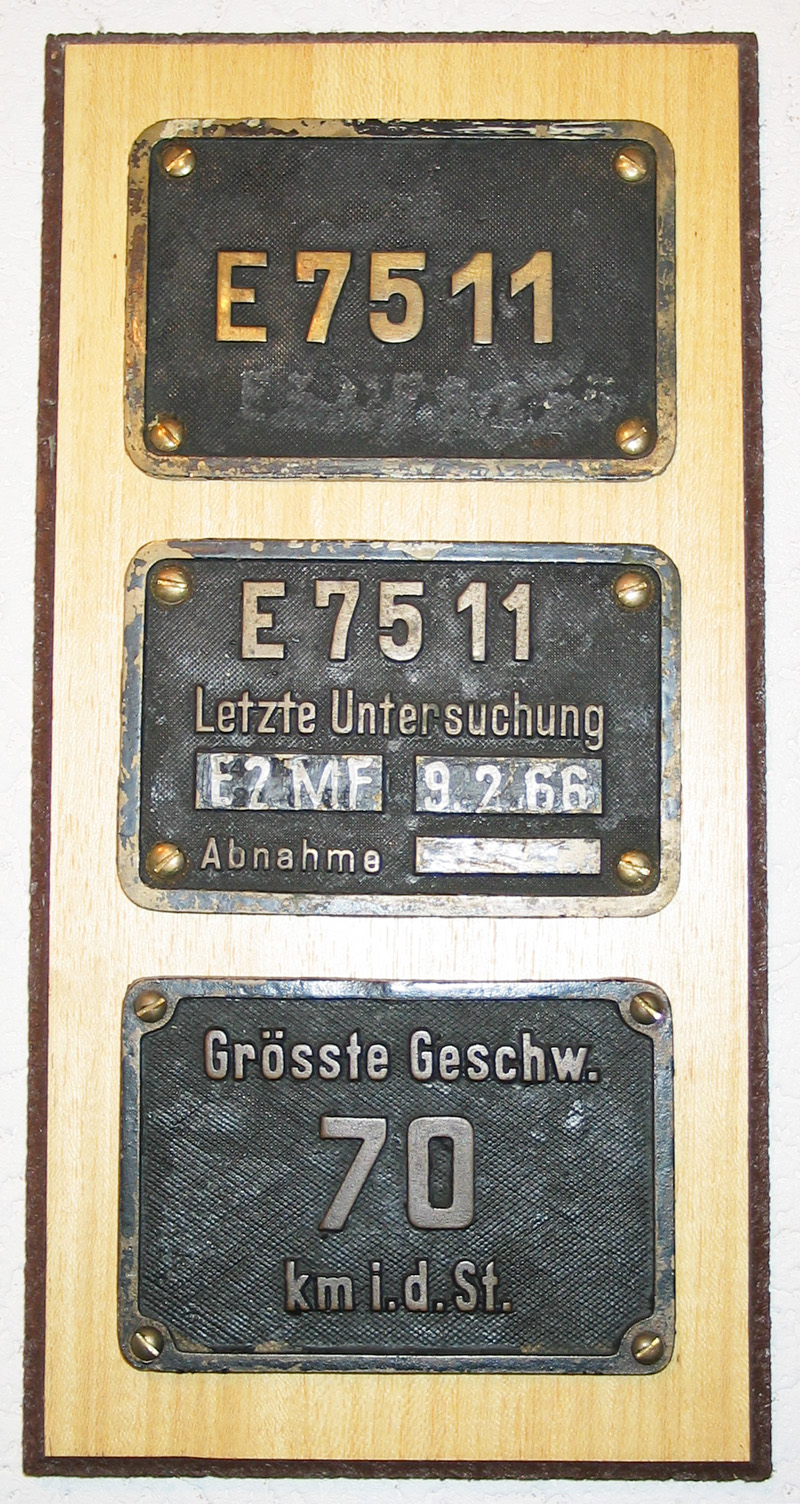 E 75 11
E 75 11
Letzte Untersuchung
E2 MF 9.2.66
Abnahme
Grösste Geschw.
70
km i.d.St.